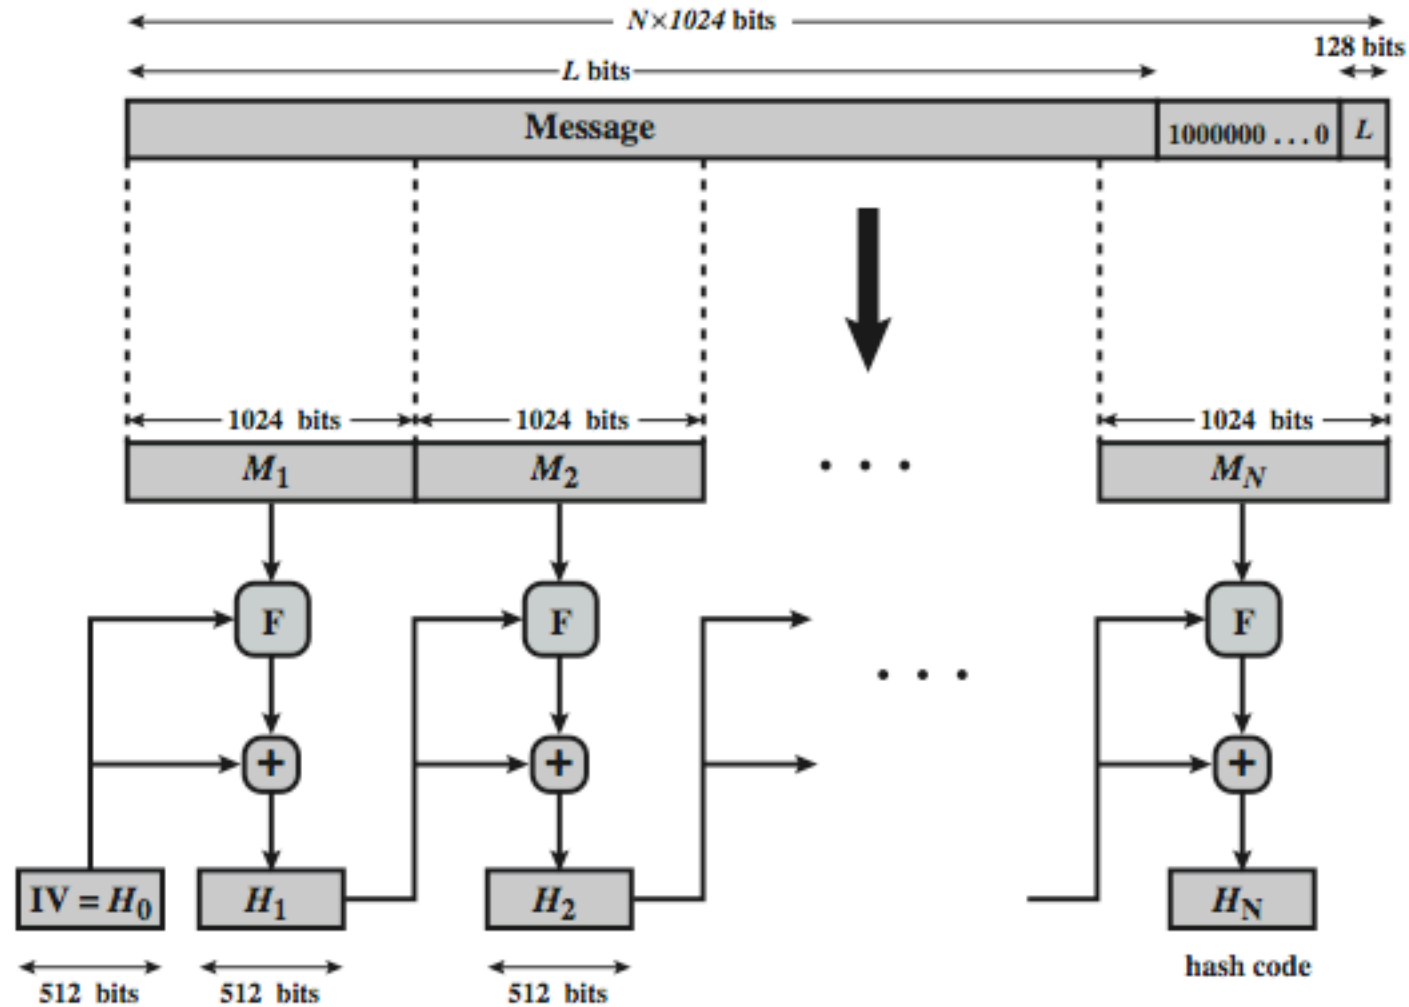 N×1024 bits
128 bits
L bits
Message
1000000 . . . 0
L
1024 bits
1024 bits
1024 bits
M1
M2
. . .
MN
F
F
F
. . .
+
+
+
IV = H0
H1
H2
HN
hash code
512 bits
512 bits
512 bits